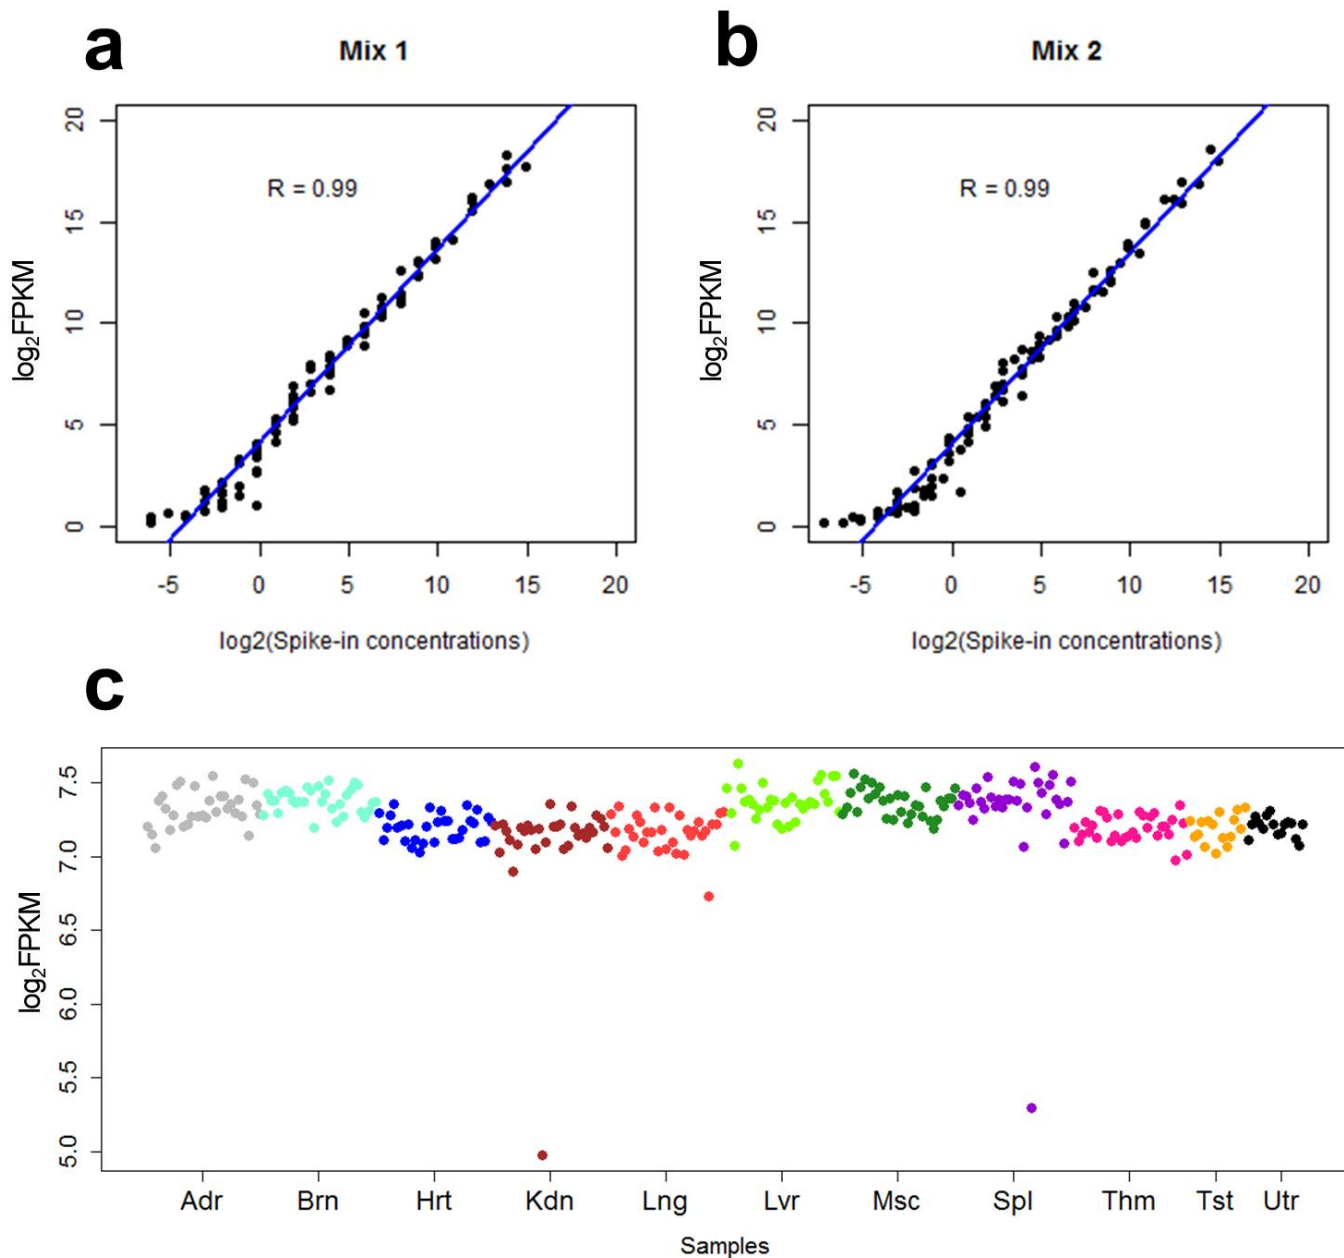 a
Mix 1
20
15
10
5
0
log₂FPKM
R = 0.99
-5 0 5 10 15 20
log2(Spike-in concentrations)
b
Mix 2
20
15
10
5
0
log₂FPKM
R = 0.99
-5 0 5 10 15 20
log2(Spike-in concentrations)
c
7.5
7.0
6.5
6.0
5.5
5.0
log₂FPKM
Adr Brn Hrt Kdn Lng Lvr Msc Spl Thm Tst Utr
Samples